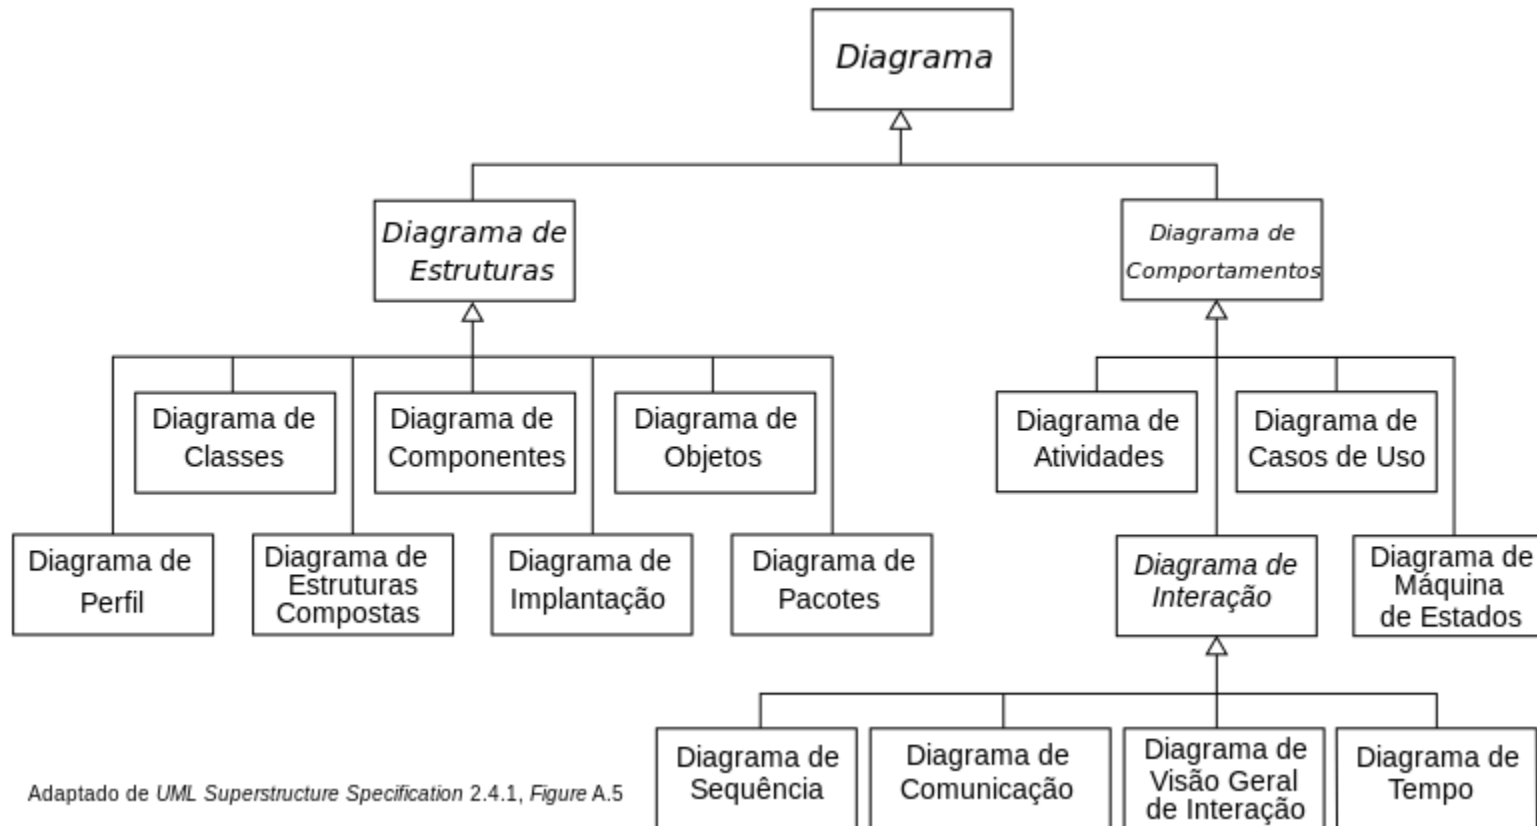 Diagrama
Diagrama de
Estruturas
Diagrama de
Comportamentos
Diagrama de
Classes
Diagrama de
Componentes
Diagrama de
Objetos
Diagrama de
Atividades
Diagrama de
Casos de Uso
Diagrama de
Perfil
Diagrama de
Estruturas
Compostas
Diagrama de
Implantação
Diagrama de
Pacotes
Diagrama de
Interação
Diagrama de
Máquina
de Estados
Diagrama de
Sequência
Diagrama de
Comunicação
Diagrama de
Visão Geral
de Interação
Diagrama de
Tempo
Adaptado de UML Superstructure Specification 2.4.1, Figure A.5